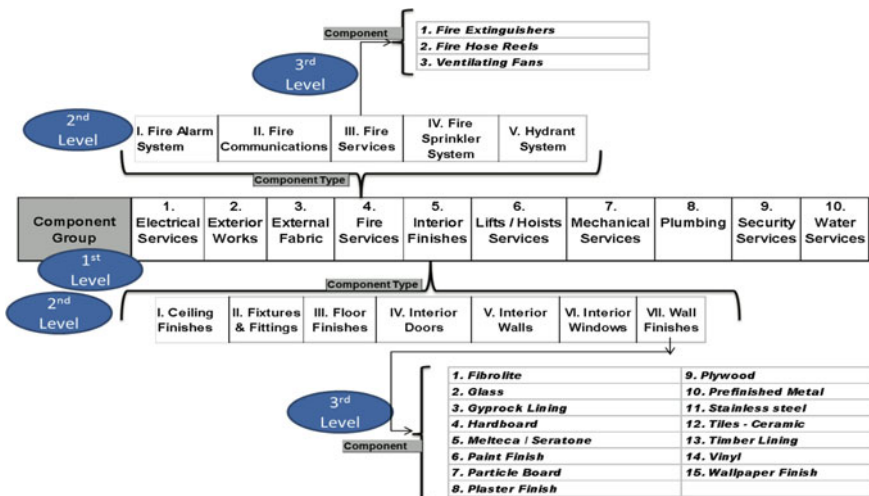 Component
1. Fire Extinguishers
2. Fire Hose Reels
3. Ventilating Fans
3rd
Level
2nd
Level
I. Fire Alarm
System
II. Fire
Communications
III. Fire
Services
IV. Fire
Sprinkler
System
V. Hydrant
System
Component Type
Component
Group
1.
Electrical
Services
2.
Exterior
Works
3.
External
Fabric
4.
Fire
Services
5.
Interior
Finishes
6.
Lifts / Hoists
Services
7.
Mechanical
Services
8.
Plumbing
9.
Security
Services
10.
Water
Services
1st
Level
Component Type
2nd
Level
I. Ceiling
Finishes
II. Fixtures
& Fittings
III. Floor
Finishes
IV. Interior
Doors
V. Interior
Walls
VI. Interior
Windows
VII. Wall
Finishes
3rd
Level
Component
1. Fibrolite
2. Glass
3. Gyprock Lining
4. Hardboard
5. Melteca / Seratone
6. Paint Finish
7. Particle Board
8. Plaster Finish
9. Plywood
10. Prefinished Metal
11. Stainless steel
12. Tiles - Ceramic
13. Timber Lining
14. Vinyl
15. Wallpaper Finish